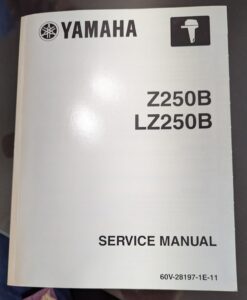 YAMAHA
Z250B
LZ250B
SERVICE MANUAL
60V-28197-1E-11